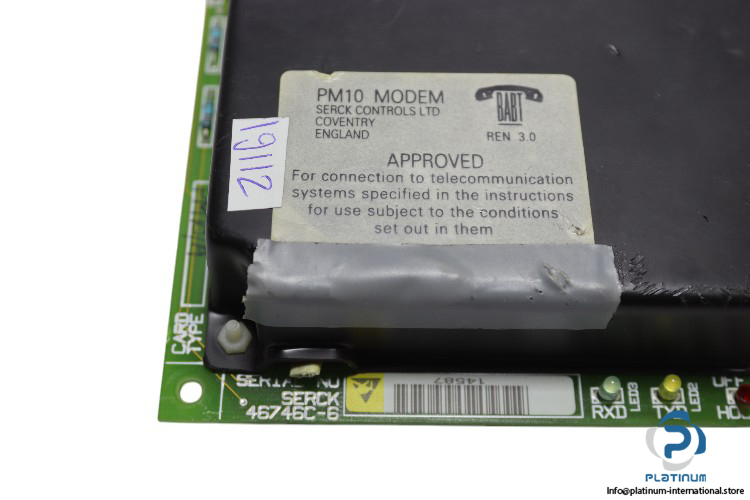 PM10 MODEM
SERCK CONTROLS LTD
COVENTRY
ENGLAND
BABT
REN 3.0
APPROVED
For connection to telecommunication
systems specified in the instructions
for use subject to the conditions
set out in them
CARD
TYPE
SERIAL NO
SERCK
46746C-6
14587
RXD
LED3
TXD
LED2
OFF
PLATINUM
Info@platinum-international.store